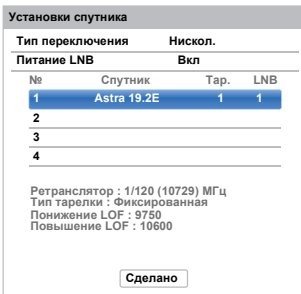 Установки спутника
Тип переключения Нискол.
Питание LNB Вкл
№ Спутник Тар. LNB
1 Astra 19.2E 1 1
2
3
4
Ретранслятор : 1/120 (10729) МГц
Тип тарелки : Фиксированная
Понижение LOF : 9750
Повышение LOF : 10600
Сделано